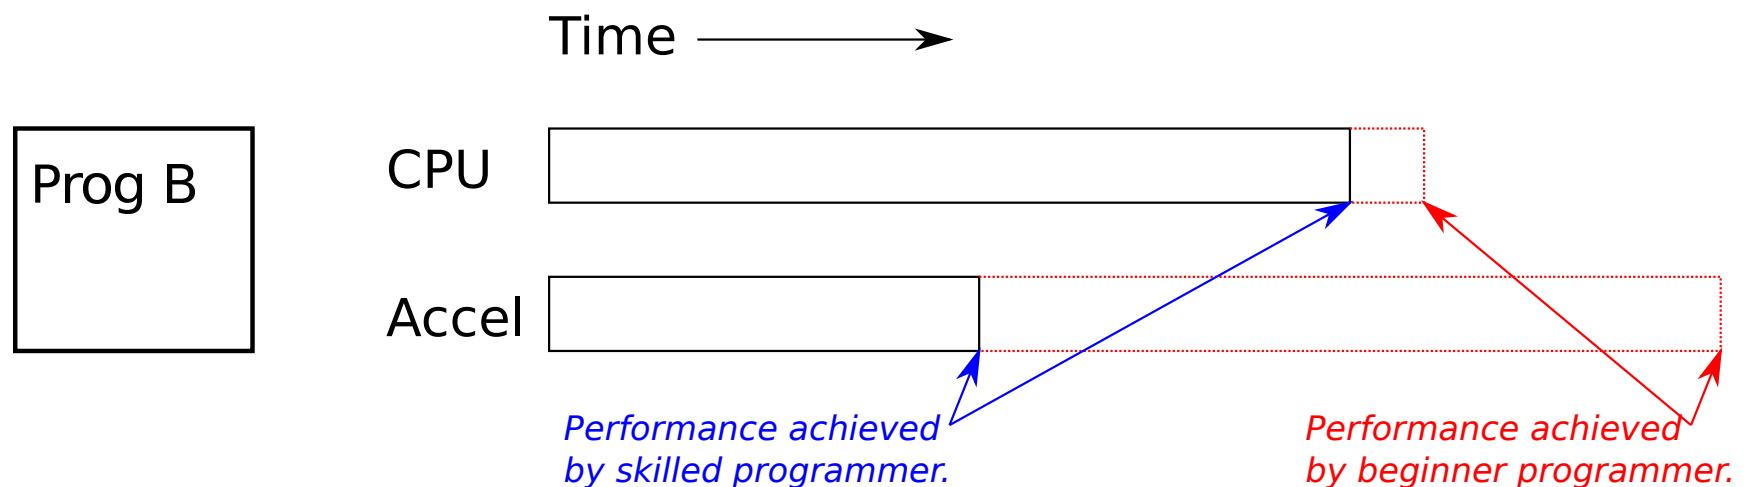 Time
Prog B
CPU
Accel
Performance achieved
by skilled programmer.
Performance achieved
by beginner programmer.